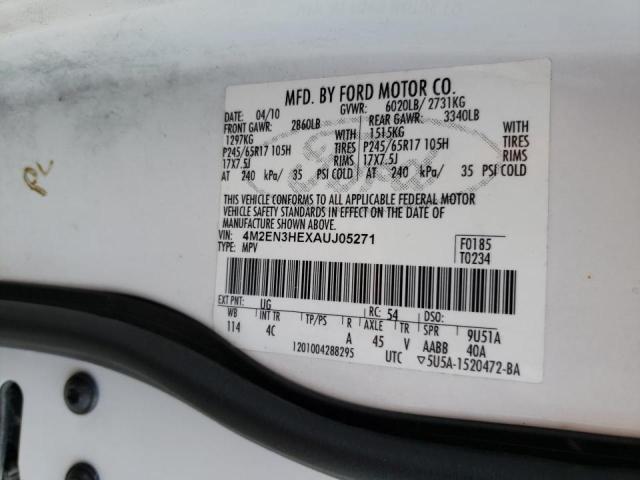 MFD. BY FORD MOTOR CO.
04/10 GVWR: 6020LB/ 2731KG
FRONT GAWR: 2860LB REAR GAWR: 3340LB
1297KG 1515KG WITH
P245/65R17 105H P245/65R17 105H TIRES
17X7.5J 17X7.5J RIMS
AT 240 kPa/ 35 PSI COLD AT 240 kPa/ 35 PSI COLD
WITH
TIRES
RIMS
THIS VEHICLE CONFORMS TO ALL APPLICABLE FEDERAL MOTOR
VEHICLE SAFETY STANDARDS IN EFFECT ON THE DATE OF
MANUFACTURE SHOWN ABOVE.
VIN: 4M2EN3HEXAUJ05271
TYPE: MPV
F0185
T0234
EXT PNT: UG RC: 54 DSO:
WB TIRE TP/PS R AXLE TR SPR 9U51A
114 4C A 45 V AABB 40A
1201004288295 UTC ▽5U5A-1520472-BA
PL